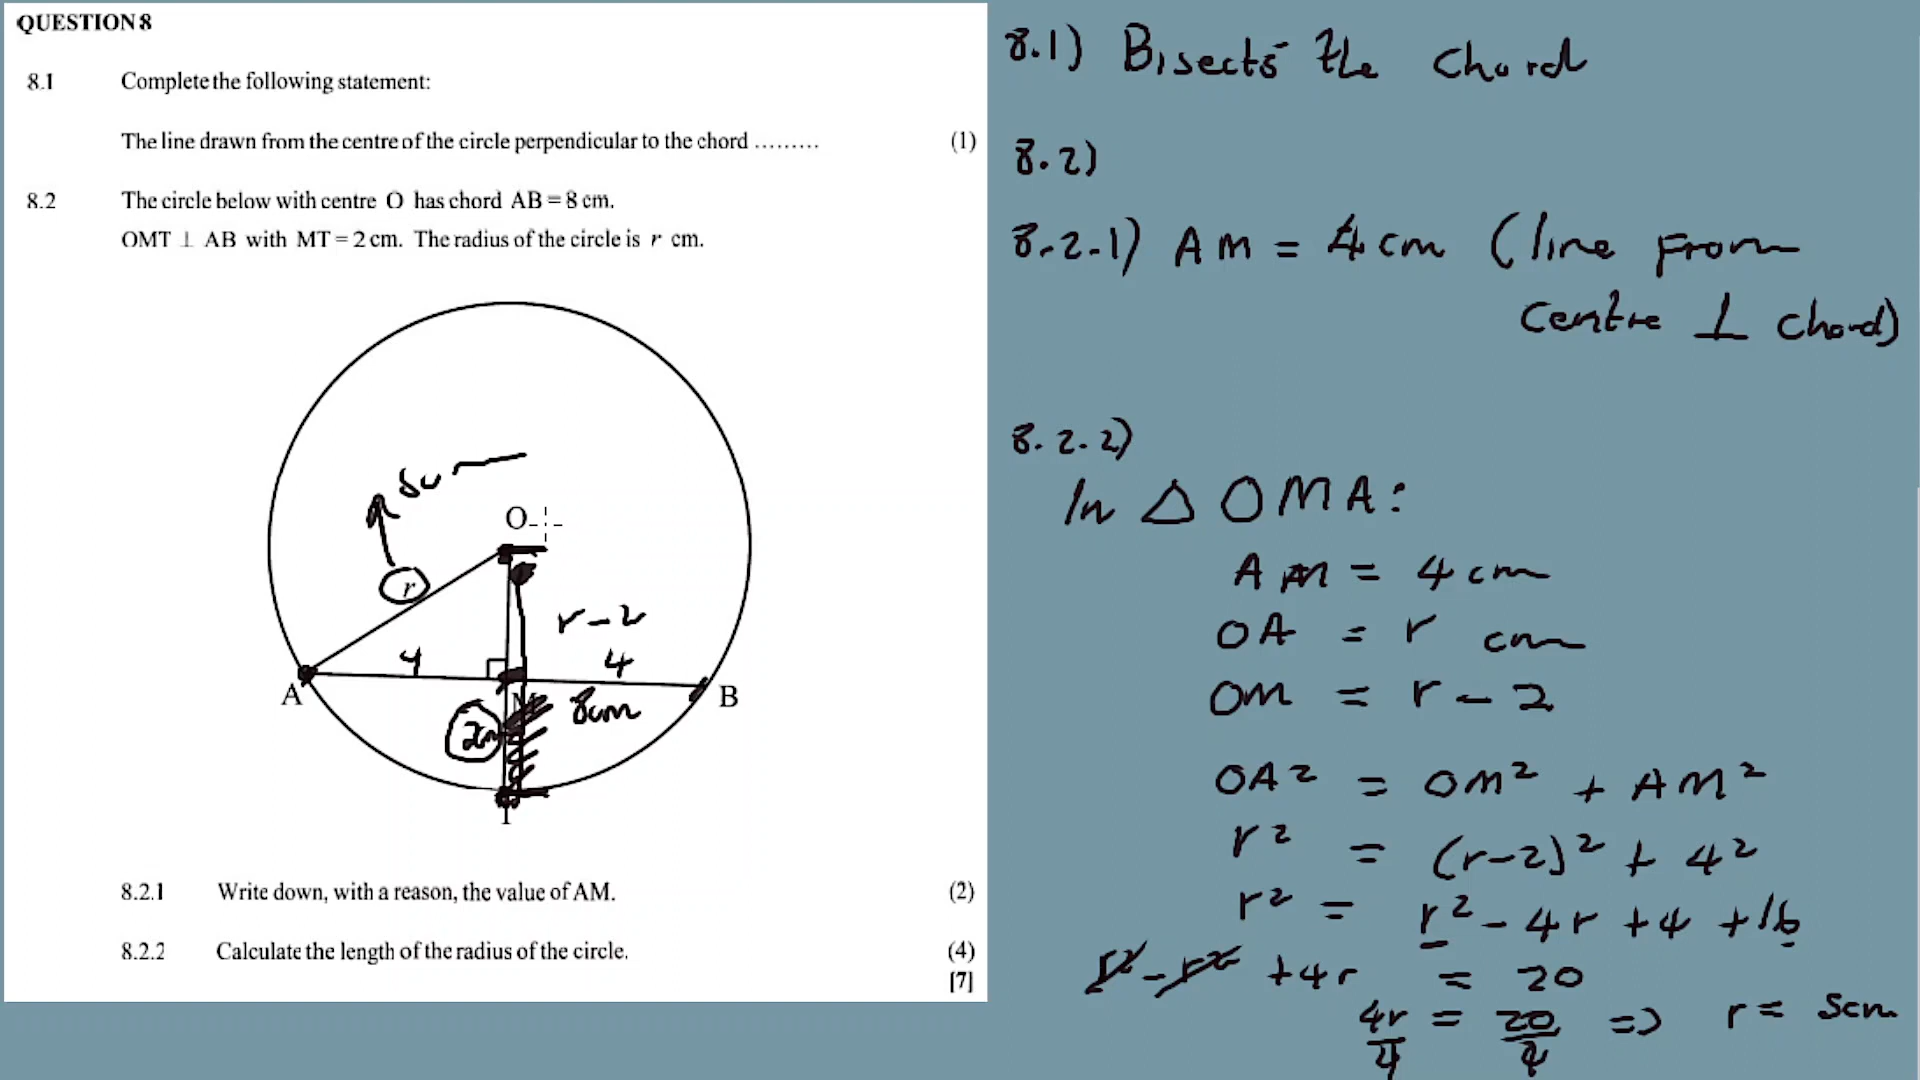 QUESTION 8
8.1 Complete the following statement:
The line drawn from the centre of the circle perpendicular to the chord ......... (1)
8.2 The circle below with centre O has chord AB = 8 cm.
OMT ⊥ AB with MT = 2 cm. The radius of the circle is r cm.
O
r
r - 2
4
4
A
B
8cm
T
8.2.1 Write down, with a reason, the value of AM. (2)
8.2.2 Calculate the length of the radius of the circle. (4)
[7]
8.1) Bisects the chord
8.2)
8.2.1) AM = 4cm (line from
centre ⊥ chord)
8.2.2)
In △ OMA:
AM = 4cm
OA = r cm
OM = r - 2
OA² = OM² + AM²
r² = (r-2)² + 4²
r² = r² - 4r + 4 + 16
r² - r² + 4r = 20
4r/4 = 20/4 => r = 5cm